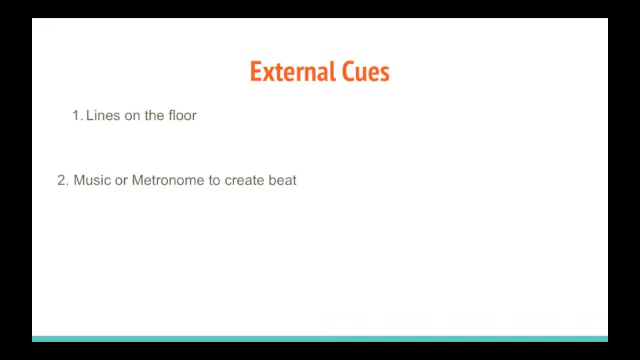 External Cues
1. Lines on the floor
2. Music or Metronome to create beat